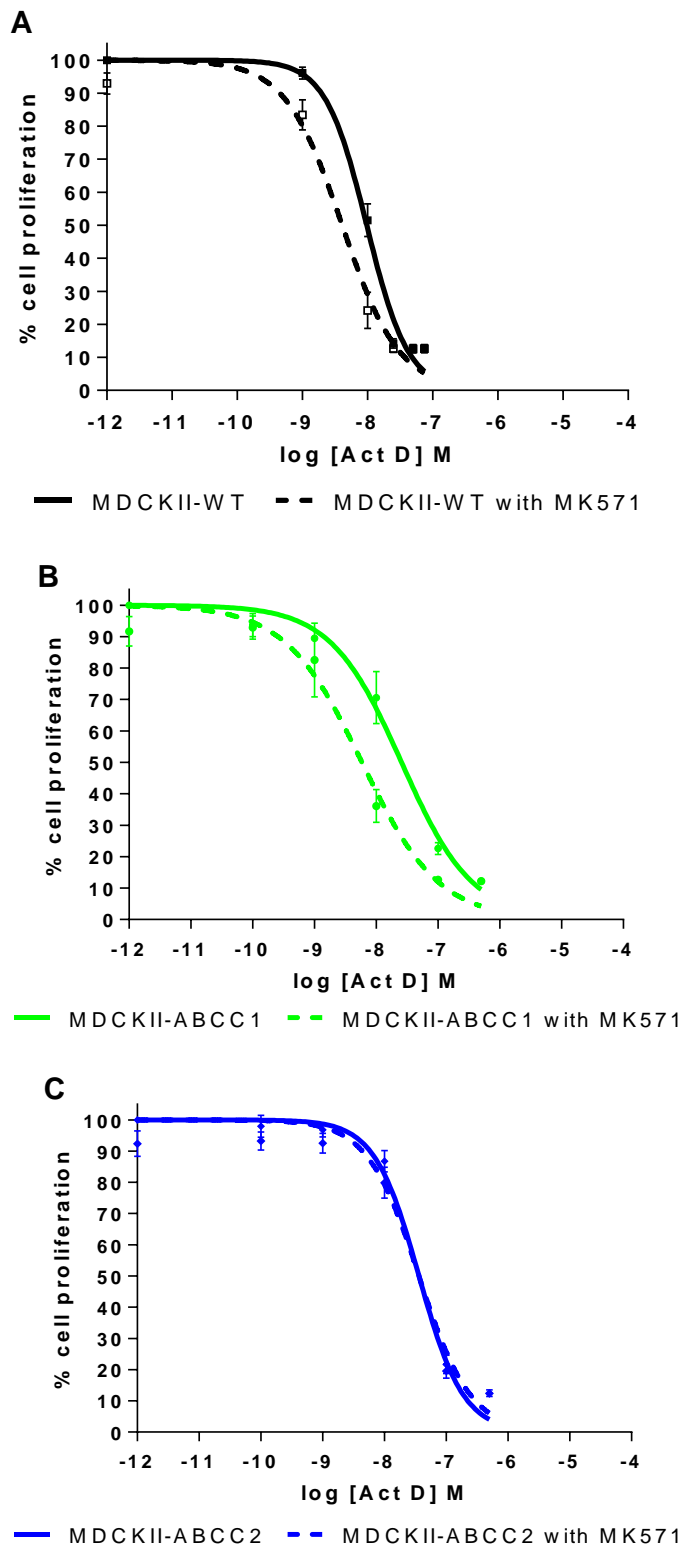 A
100
90
80
70
60
50
40
30
20
10
0
% cell proliferation
-12 -11 -10 -9 -8 -7 -6 -5 -4
log [Act D] M
MDCKII-WT MDCKII-WT with MK571
B
100
90
80
70
60
50
40
30
20
10
0
% cell proliferation
-12 -11 -10 -9 -8 -7 -6 -5 -4
log [Act D] M
MDCKII-ABCC1 MDCKII-ABCC1 with MK571
C
100
90
80
70
60
50
40
30
20
10
0
% cell proliferation
-12 -11 -10 -9 -8 -7 -6 -5 -4
log [Act D] M
MDCKII-ABCC2 MDCKII-ABCC2 with MK571